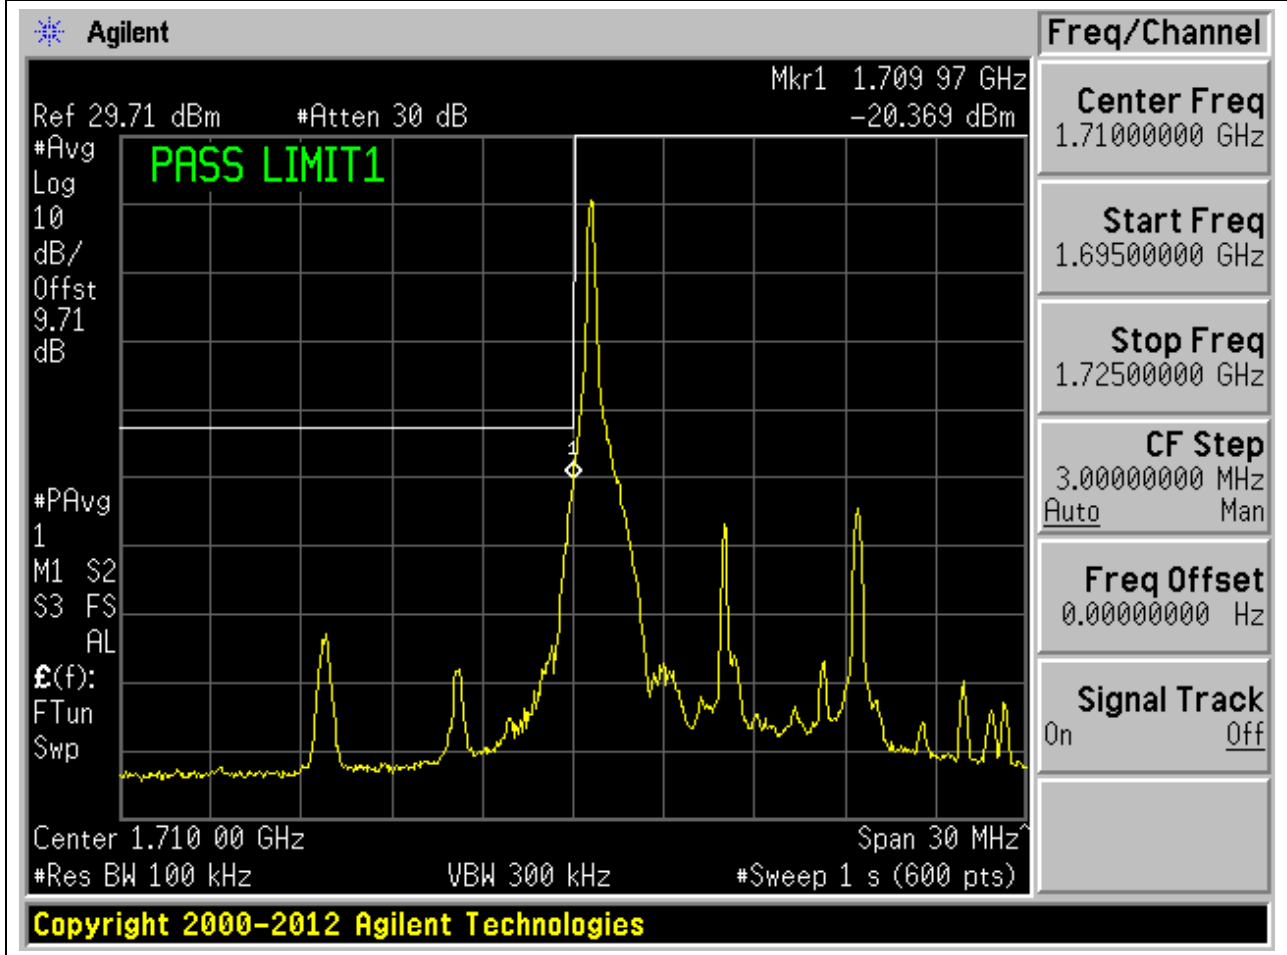 Agilent
Freq/Channel
Mkr1 1.709 97 GHz
Ref 29.71 dBm #Atten 30 dB -20.369 dBm
#Avg
Log
10
dB/
Offst
9.71
dB
PASS LIMIT1
1
#PAvg
1
M1 S2
S3 FS
AL
£(f):
FTun
Swp
Center 1.710 00 GHz Span 30 MHz^
#Res BW 100 kHz VBW 300 kHz #Sweep 1 s (600 pts)
Copyright 2000-2012 Agilent Technologies
Center Freq
1.71000000 GHz
Start Freq
1.69500000 GHz
Stop Freq
1.72500000 GHz
CF Step
3.00000000 MHz
Auto Man
Freq Offset
0.00000000 Hz
Signal Track
On Off